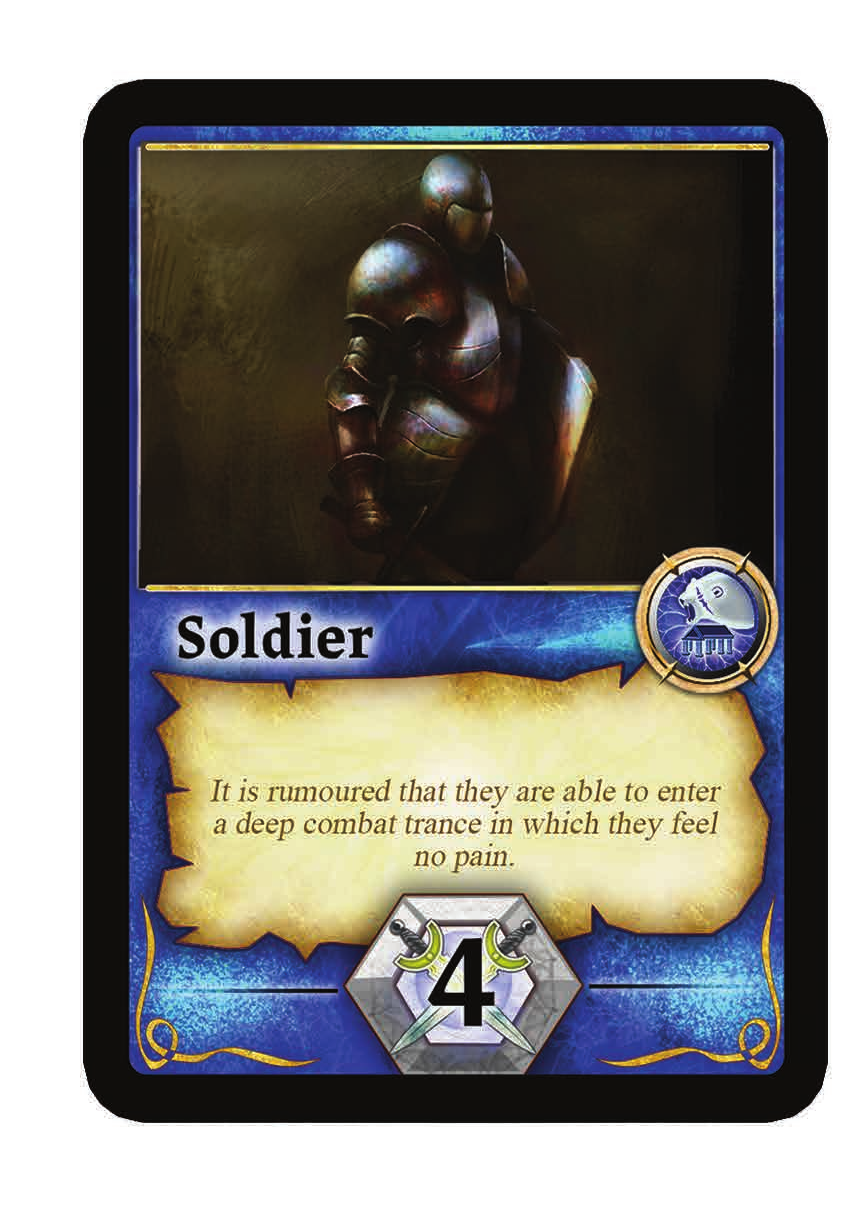 Soldier
It is rumoured that they are able to enter
a deep combat trance in which they feel
no pain.
4